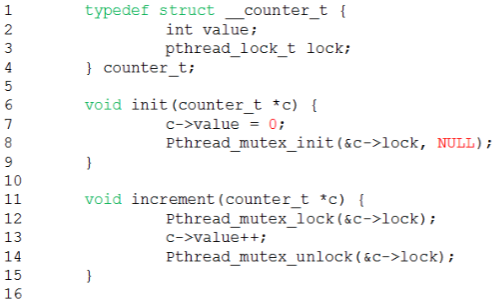 1 typedef struct __counter_t {
2 int value;
3 pthread_lock_t lock;
4 } counter_t;
5
6 void init(counter_t *c) {
7 c->value = 0;
8 Pthread_mutex_init(&c->lock, NULL);
9 }
10
11 void increment(counter_t *c) {
12 Pthread_mutex_lock(&c->lock);
13 c->value++;
14 Pthread_mutex_unlock(&c->lock);
15 }
16